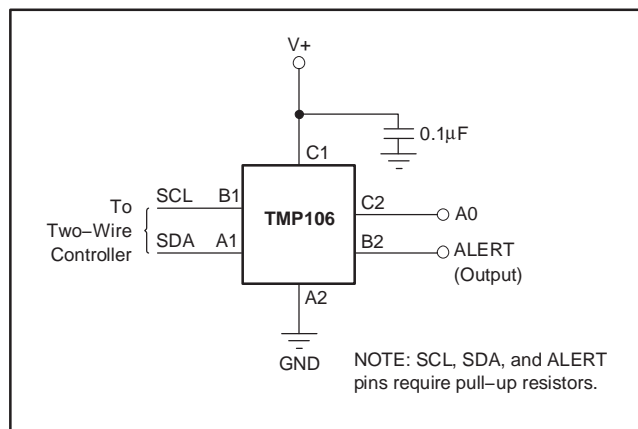 V+
0.1µF
C1
SCL B1
To
Two–Wire
Controller
SDA A1
TMP106
C2 A0
B2 ALERT
(Output)
A2
GND
NOTE: SCL, SDA, and ALERT
pins require pull–up resistors.